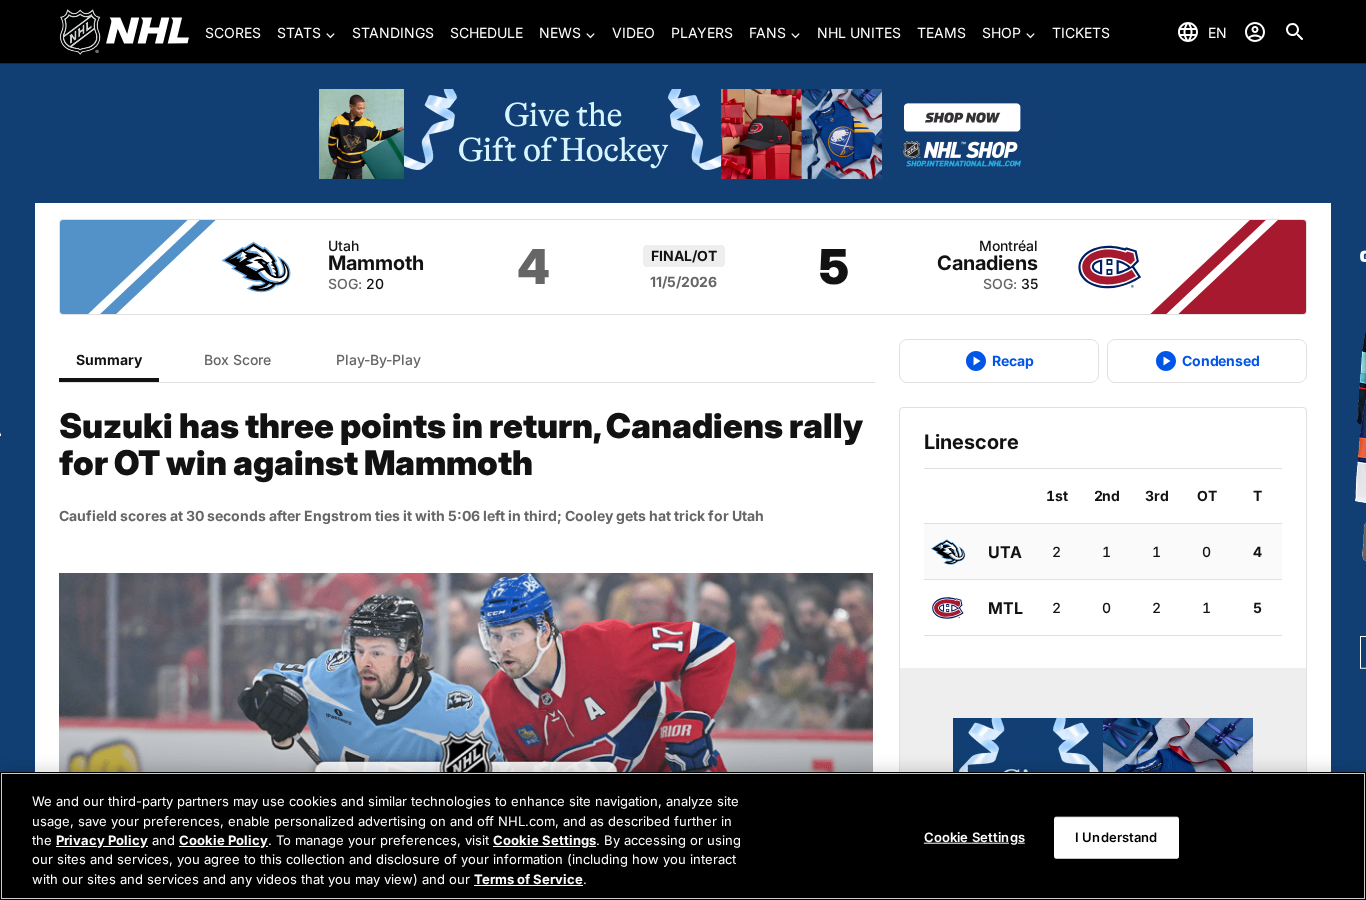 NHL
SCORES STATS STANDINGS SCHEDULE NEWS VIDEO PLAYERS FANS NHL UNITES TEAMS SHOP TICKETS EN
Give the
Gift of Hockey
SHOP NOW
NHL SHOP
SHOP.INTERNATIONAL.NHL.COM
Utah
Mammoth
SOG: 20
4
FINAL/OT
11/5/2026
5
Montréal
Canadiens
SOG: 35
Summary Box Score Play-By-Play
Recap Condensed
Suzuki has three points in return, Canadiens rally
for OT win against Mammoth
Caufield scores at 30 seconds after Engstrom ties it with 5:06 left in third; Cooley gets hat trick for Utah
17
A
Linescore
1st 2nd 3rd OT T
UTA 2 1 1 0 4
MTL 2 0 2 1 5
We and our third-party partners may use cookies and similar technologies to enhance site navigation, analyze site
usage, save your preferences, enable personalized advertising on and off NHL.com, and as described further in
the Privacy Policy and Cookie Policy. To manage your preferences, visit Cookie Settings. By accessing or using
our sites and services, you agree to this collection and disclosure of your information (including how you interact
with our sites and services and any videos that you may view) and our Terms of Service.
Cookie Settings
I Understand